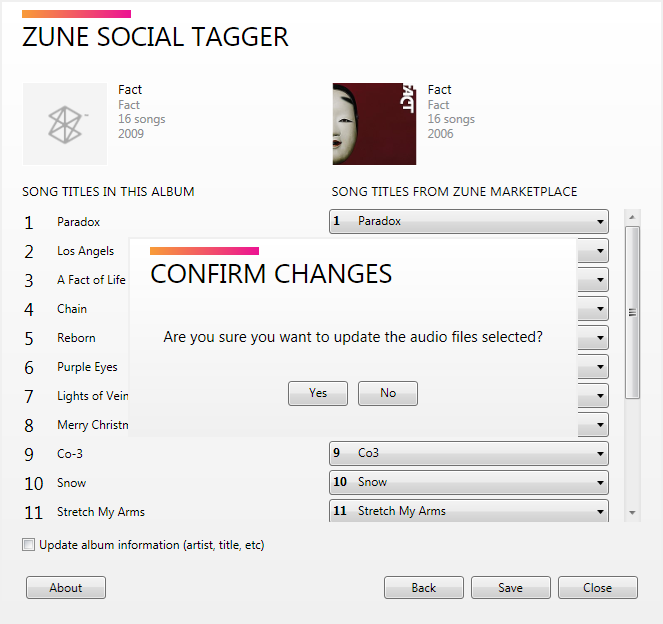 ZUNE SOCIAL TAGGER
Fact
Fact
16 songs
2009
FACT
Fact
Fact
16 songs
2006
SONG TITLES IN THIS ALBUM
SONG TITLES FROM ZUNE MARKETPLACE
1 Paradox
1 Paradox
2 Los Angels
3 A Fact of Life
4 Chain
5 Reborn
6 Purple Eyes
7 Lights of Vein
8 Merry Christm
CONFIRM CHANGES
Are you sure you want to update the audio files selected?
Yes No
9 Co-3
9 Co3
10 Snow
10 Snow
11 Stretch My Arms
11 Stretch My Arms
Update album information (artist, title, etc)
About Back Save Close